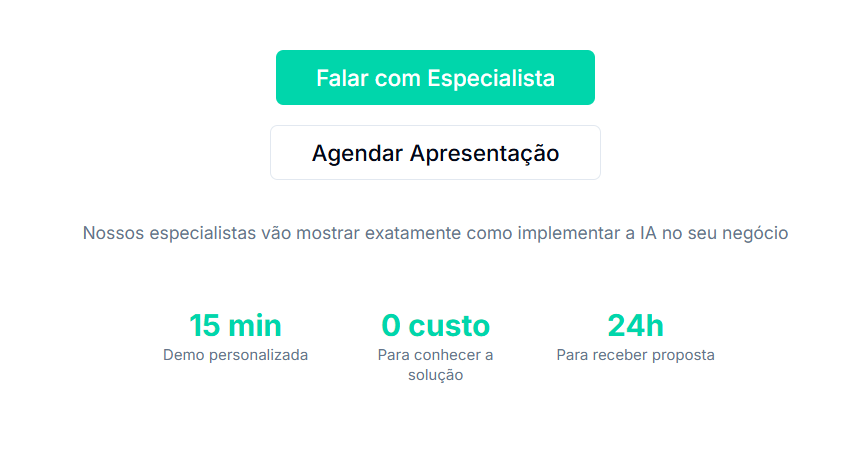 Falar com Especialista
Agendar Apresentação
Nossos especialistas vão mostrar exatamente como implementar a IA no seu negócio
15 min
Demo personalizada
0 custo
Para conhecer a
solução
24h
Para receber proposta